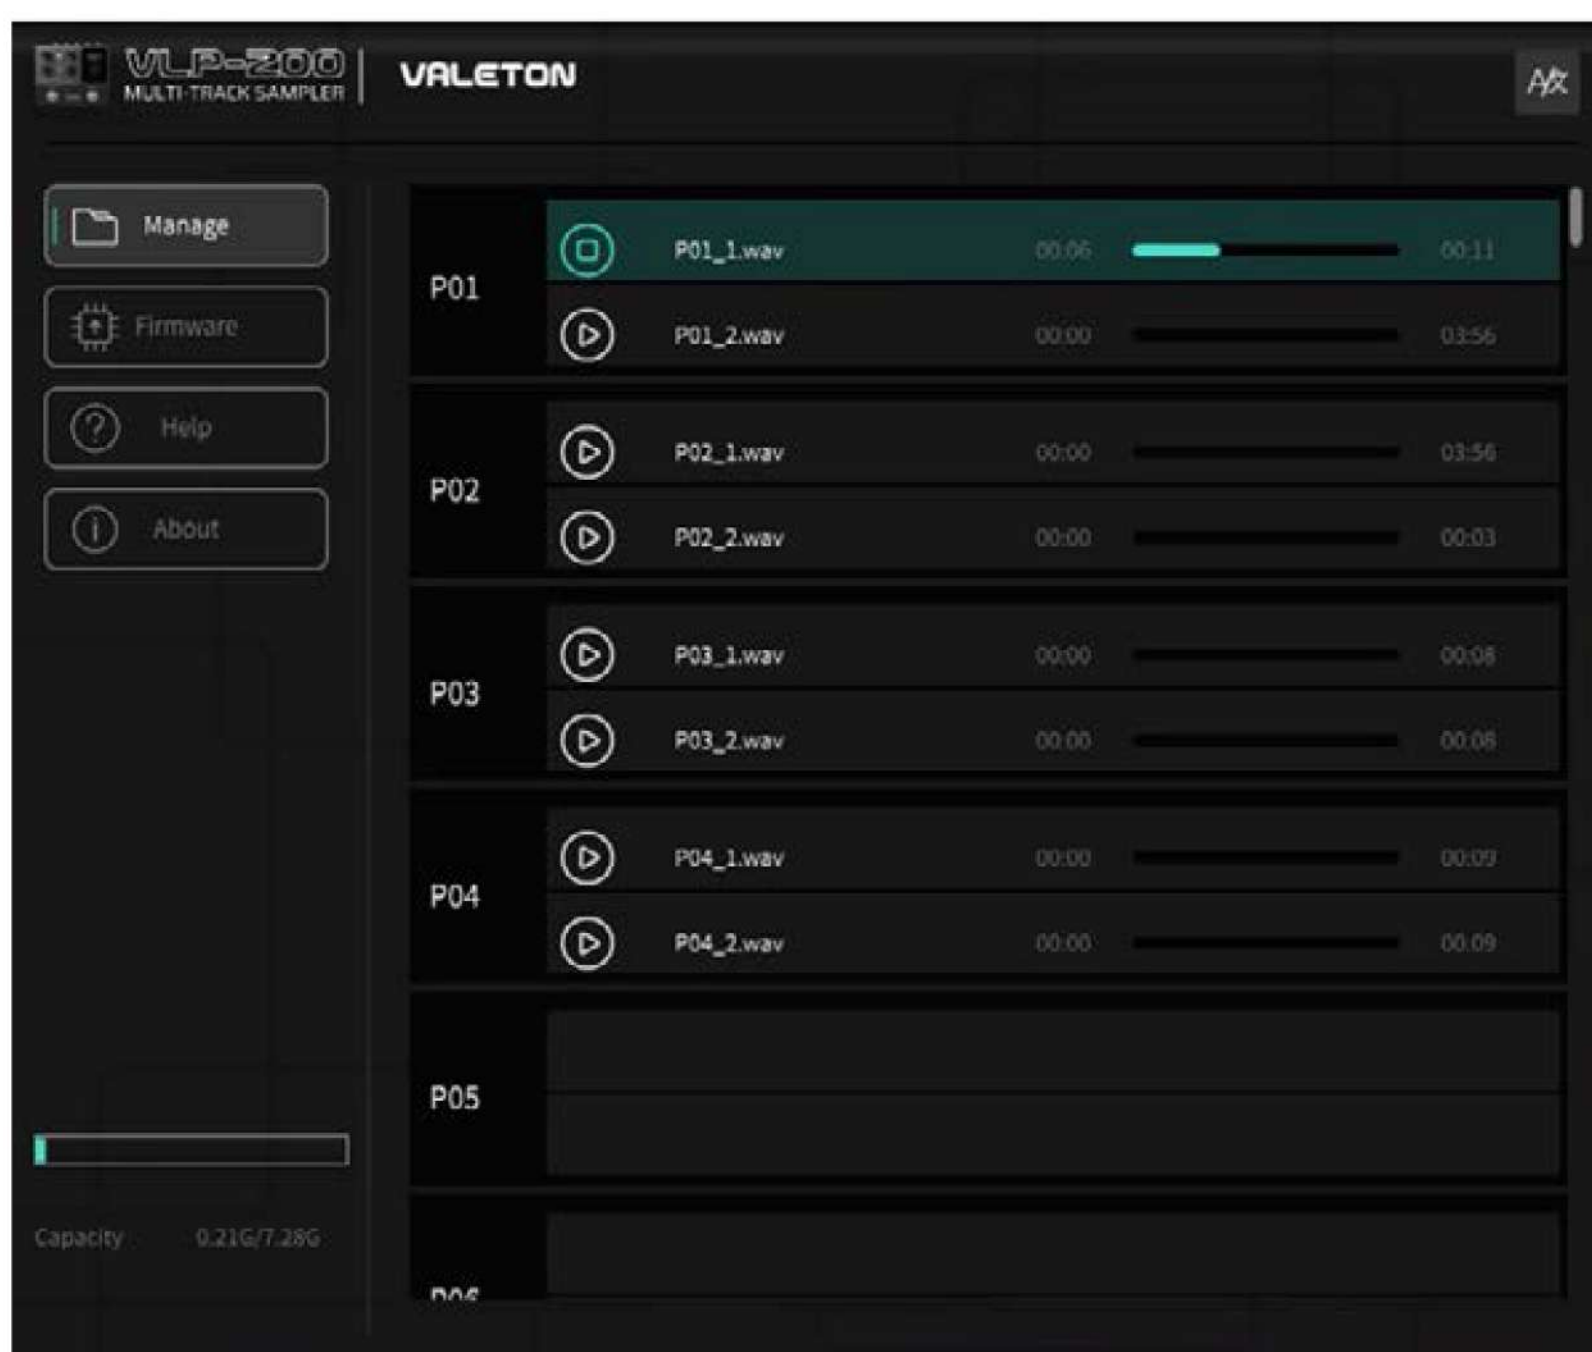 VLP-200
MULTI-TRACK SAMPLER
VALETON
A/文
Manage
Firmware
Help
About
Capacity 0.21G/7.28G
P01
P01_1.wav 00:06 00:11
P01_2.wav 00:00 03:56
P02
P02_1.wav 00:00 03:56
P02_2.wav 00:00 00:03
P03
P03_1.wav 00:00 00:08
P03_2.wav 00:00 00:08
P04
P04_1.wav 00:00 00:09
P04_2.wav 00:00 00:09
P05
P06